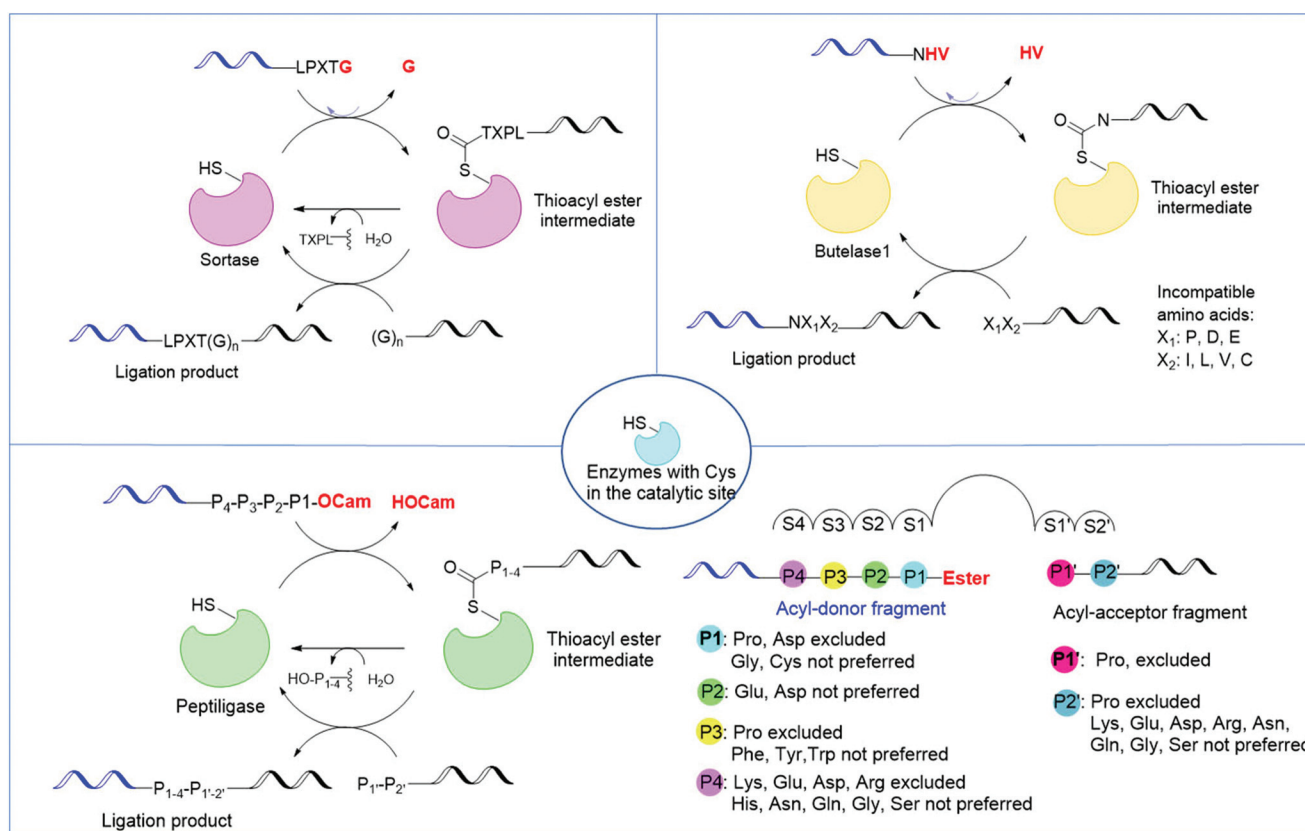 LPXTG
G
O
TXPL
S
HS
Thioacyl ester
intermediate
TXPL
H₂O
Sortase
LPXT(G)ₙ
(G)ₙ
Ligation product
NHV
HV
O
N
S
HS
Thioacyl ester
intermediate
Butelase1
NX₁X₂
X₁X₂
Ligation product
Incompatible
amino acids:
X₁: P, D, E
X₂: I, L, V, C
HS
Enzymes with Cys
in the catalytic site
P₄-P₃-P₂-P1-OCam
HOCam
O
P₁₋₄
S
HS
Thioacyl ester
intermediate
HO-P₁₋₄
H₂O
Peptiligase
P₁₋₄-P₁'₋₂'
P₁'-P₂'
Ligation product
S4 S3 S2 S1 S1' S2'
P4 P3 P2 P1 Ester
P1' P2'
Acyl-donor fragment
Acyl-acceptor fragment
P1: Pro, Asp excluded
Gly, Cys not preferred
P2: Glu, Asp not preferred
P3: Pro excluded
Phe, Tyr,Trp not preferred
P4: Lys, Glu, Asp, Arg excluded
His, Asn, Gln, Gly, Ser not preferred
P1': Pro, excluded
P2': Pro excluded
Lys, Glu, Asp, Arg, Asn,
Gln, Gly, Ser not preferred